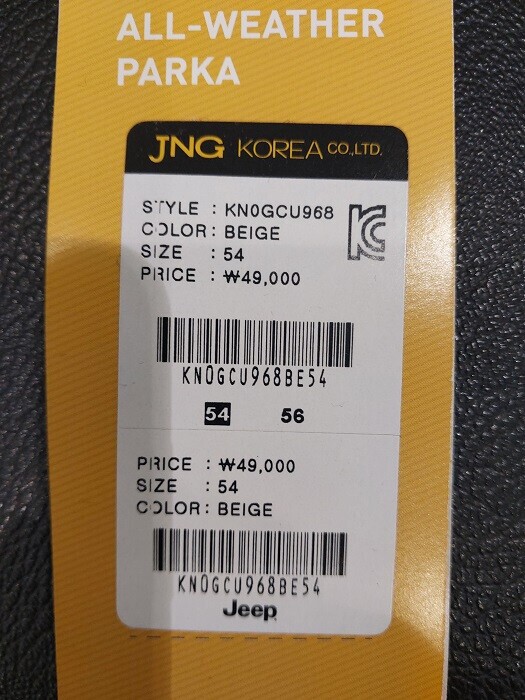 ALL-WEATHER
PARKA
JNG KOREA CO.,LTD.
STYLE : KN0GCU968
COLOR : BEIGE
SIZE : 54
PRICE : ₩49,000
KN0GCU968BE54
54 56
PRICE : ₩49,000
SIZE : 54
COLOR : BEIGE
KN0GCU968BE54
Jeep